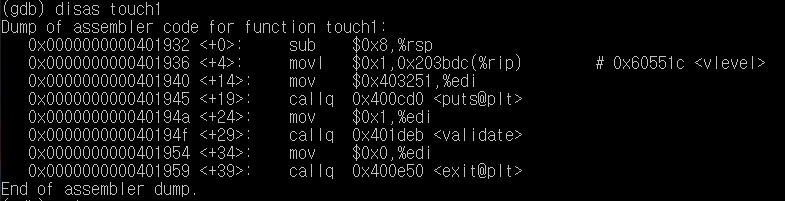 (gdb) disas touch1
Dump of assembler code for function touch1:
   0x0000000000401932 <+0>:     sub    $0x8,%rsp
   0x0000000000401936 <+4>:     movl   $0x1,0x203bdc(%rip)        # 0x60551c <vlevel>
   0x0000000000401940 <+14>:    mov    $0x403251,%edi
   0x0000000000401945 <+19>:    callq  0x400cd0 <puts@plt>
   0x000000000040194a <+24>:    mov    $0x1,%edi
   0x000000000040194f <+29>:    callq  0x401deb <validate>
   0x0000000000401954 <+34>:    mov    $0x0,%edi
   0x0000000000401959 <+39>:    callq  0x400e50 <exit@plt>
End of assembler dump.